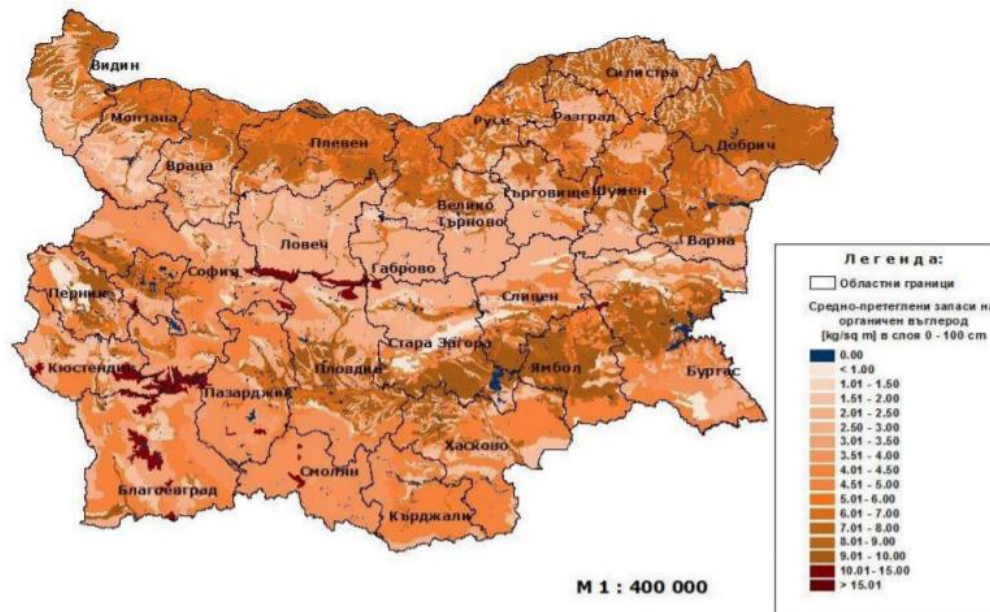 Видин
Силистра
Монтана
Русе
Разград
Плевен
Добрич
Враца
Търговище
Шумен
Велико
Търново
Варна
Ловеч
София
Габрово
Перник
Сливен
Стара Загора
Кюстендил
Пловдив
Ямбол
Бургас
Пазарджик
Хасково
Смолян
Благоевград
Кърджали
М 1 : 400 000
Легенда:
Областни граници
Средно-претеглени запаси на
органичен въглерод
[kg/sq m] в слоя 0 - 100 cm
0.00
< 1.00
1.01 - 1.50
1.51 - 2.00
2.01 - 2.50
2.50 - 3.00
3.01 - 3.50
3.51 - 4.00
4.01 - 4.50
4.51 - 5.00
5.01- 6.00
6.01 - 7.00
7.01 - 8.00
8.01- 9.00
9.01 - 10.00
10.01- 15.00
> 15.01